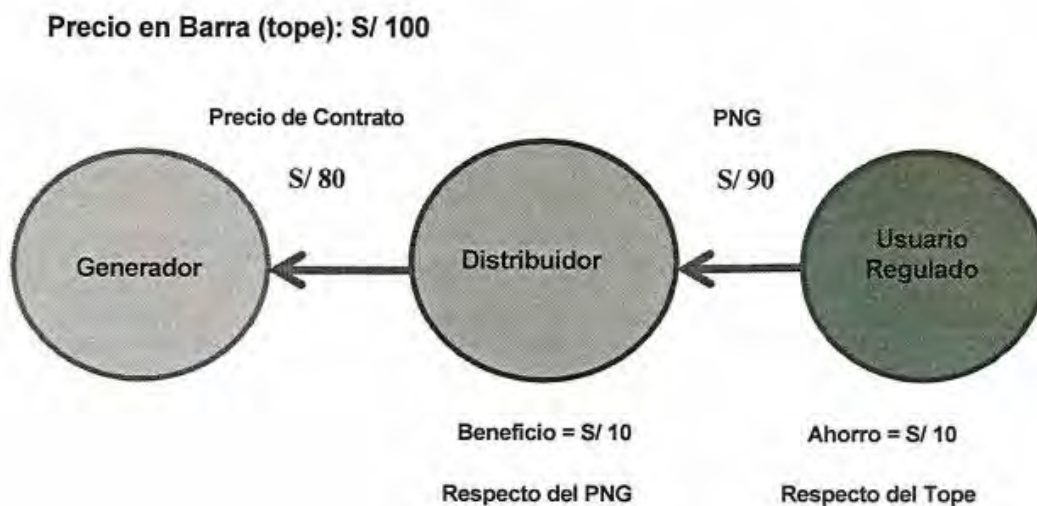 Precio en Barra (tope): S/ 100
Precio de Contrato
PNG
S/ 80
S/ 90
Generador
Distribuidor
Usuario
Regulado
Beneficio = S/ 10
Ahorro = S/ 10
Respecto del PNG
Respecto del Tope